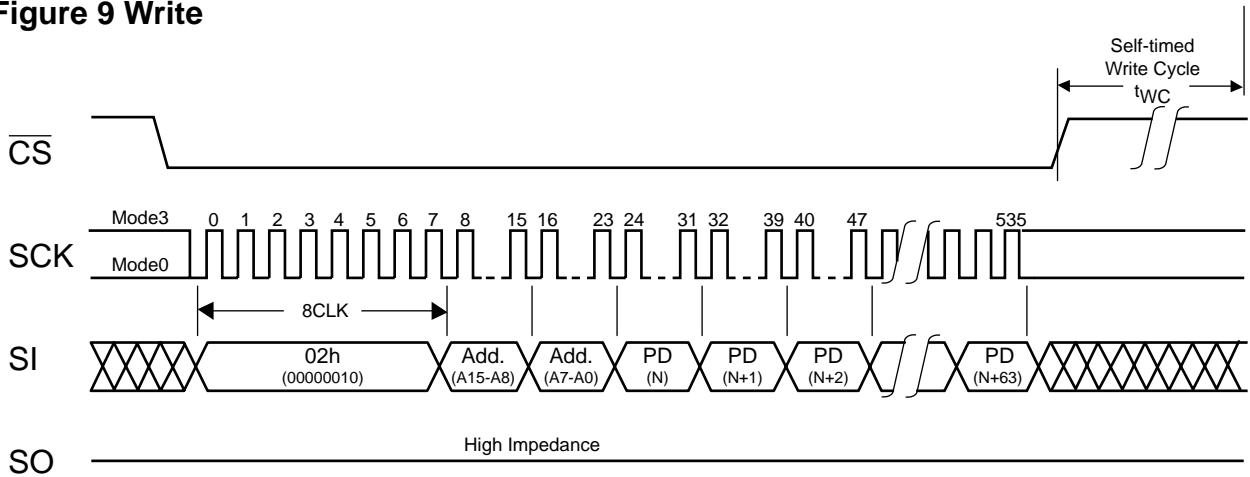 Figure 9 Write
Self-timed
Write Cycle
tWC
CS
Mode3 0 1 2 3 4 5 6 7 8 15 16 23 24 31 32 39 40 47 535
SCK
Mode0
8CLK
SI
02h Add. Add. PD PD PD PD
(00000010) (A15-A8) (A7-A0) (N) (N+1) (N+2) (N+63)
High Impedance
SO